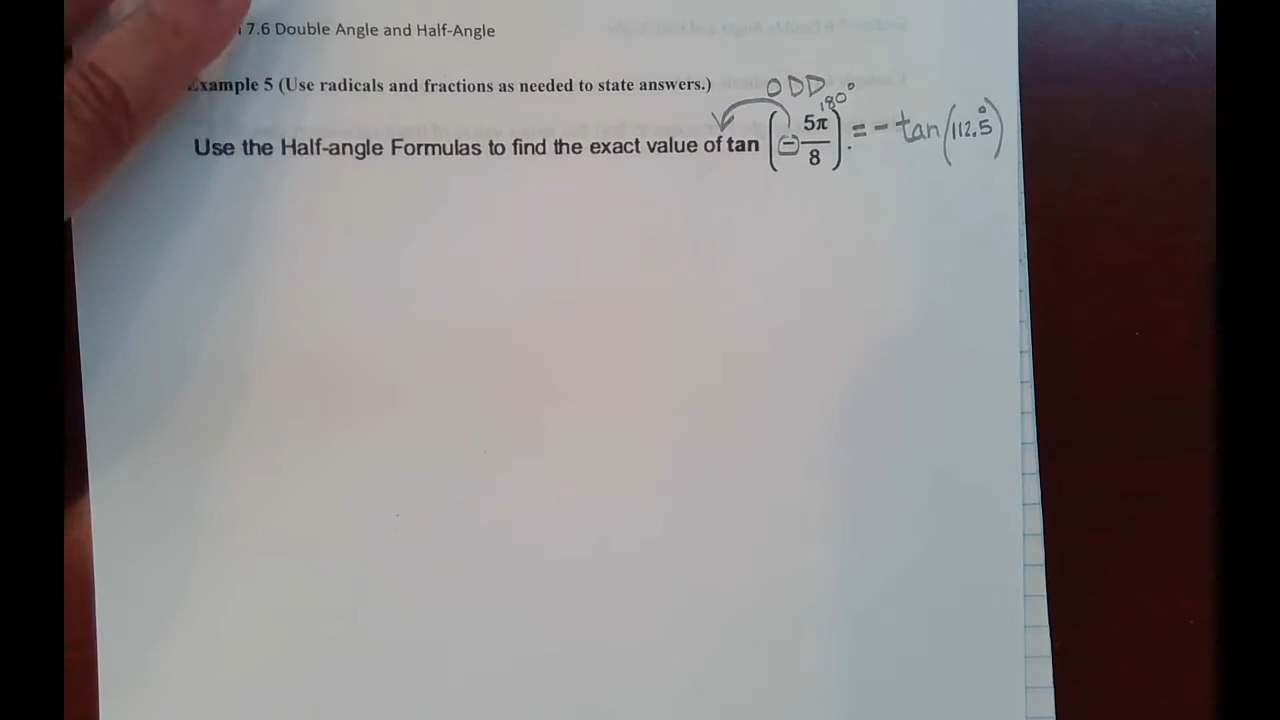 7.6 Double Angle and Half-Angle
Example 5 (Use radicals and fractions as needed to state answers.)
ODD
180°
Use the Half-angle Formulas to find the exact value of tan (−5π/8). = −tan(112.5°)